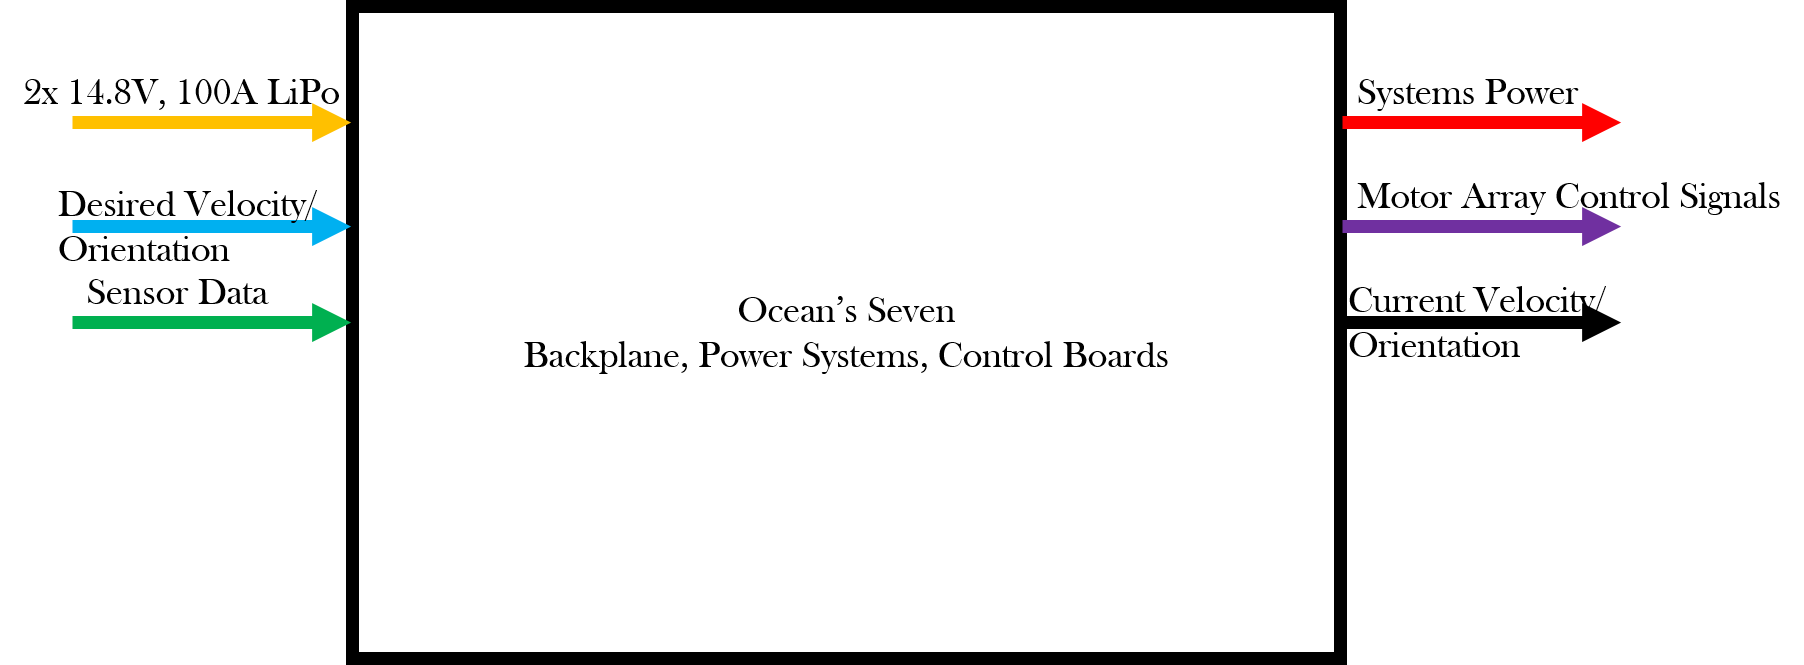 2x 14.8V, 100A LiPo
Desired Velocity/
Orientation
Sensor Data
Ocean’s Seven
Backplane, Power Systems, Control Boards
Systems Power
Motor Array Control Signals
Current Velocity/
Orientation